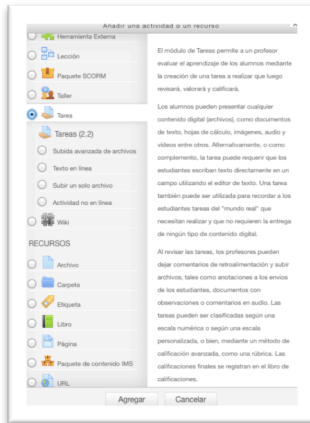 Añadir una actividad o un recurso
Herramienta Externa
Lección
Paquete SCORM
Taller
Tarea
Tareas (2.2)
Subida avanzada de archivos
Texto en línea
Subir un solo archivo
Actividad no en línea
Wiki
RECURSOS
Archivo
Carpeta
Etiqueta
Libro
Página
Paquete de contenido IMS
URL
El módulo de Tareas permite a un profesor
evaluar el aprendizaje de los alumnos mediante
la creación de una tarea a realizar que luego
revisará, valorará y calificará.
Los alumnos pueden presentar cualquier
contenido digital (archivos), como documentos
de texto, hojas de cálculo, imágenes, audio y
vídeos entre otros. Alternativamente, o como
complemento, la tarea puede requerir que los
estudiantes escriban texto directamente en un
campo utilizando el editor de texto. Una tarea
también puede ser utilizada para recordar a los
estudiantes tareas del "mundo real" que
necesitan realizar y que no requieren la entrega
de ningún tipo de contenido digital.
Al revisar las tareas, los profesores pueden
dejar comentarios de retroalimentación y subir
archivos, tales como anotaciones a los envíos
de los estudiantes, documentos con
observaciones o comentarios en audio. Las
tareas pueden ser clasificadas según una
escala numérica o según una escala
personalizada, o bien, mediante un método de
calificación avanzada, como una rúbrica. Las
calificaciones finales se registran en el libro de
calificaciones.
Agregar
Cancelar